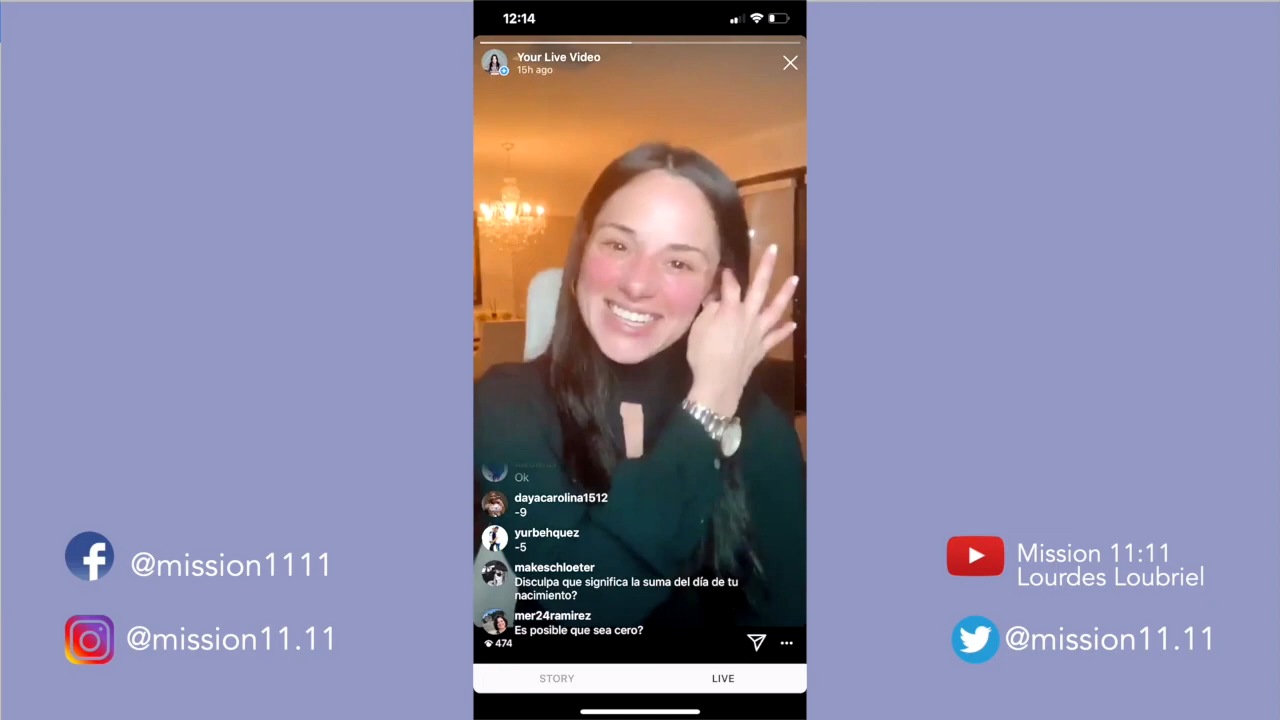 12:14
Your Live Video
15h ago
Ok
dayacarolina1512
-9
yurbehquez
-5
makeschloeter
Disculpa que significa la suma del día de tu
nacimiento?
mer24ramirez
Es posible que sea cero?
474
STORY
LIVE
@mission1111
@mission11.11
Mission 11:11
Lourdes Loubriel
@mission11.11